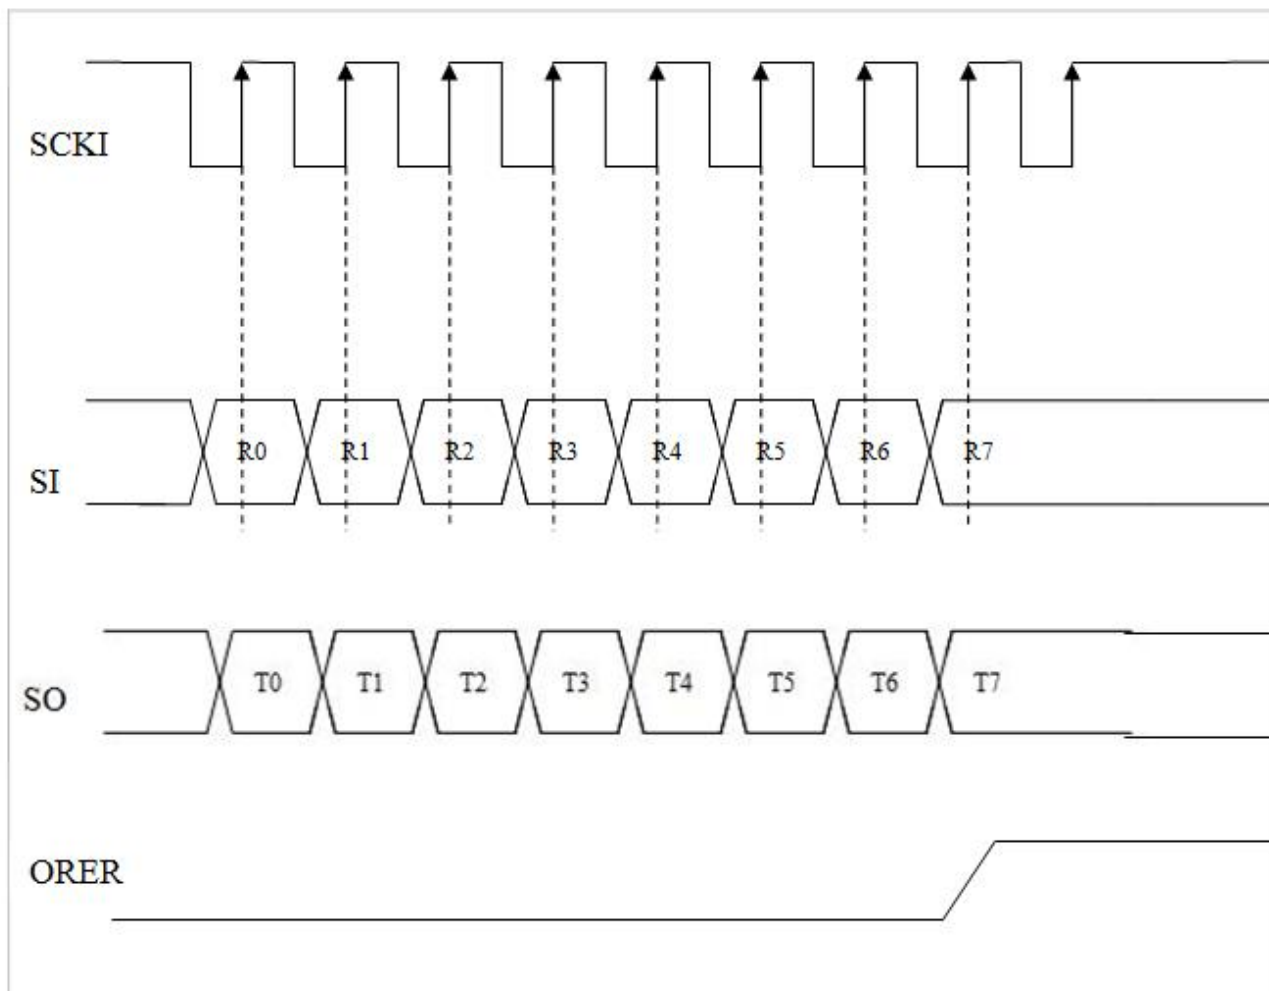 SCKI
SI R0 R1 R2 R3 R4 R5 R6 R7
SO T0 T1 T2 T3 T4 T5 T6 T7
ORER